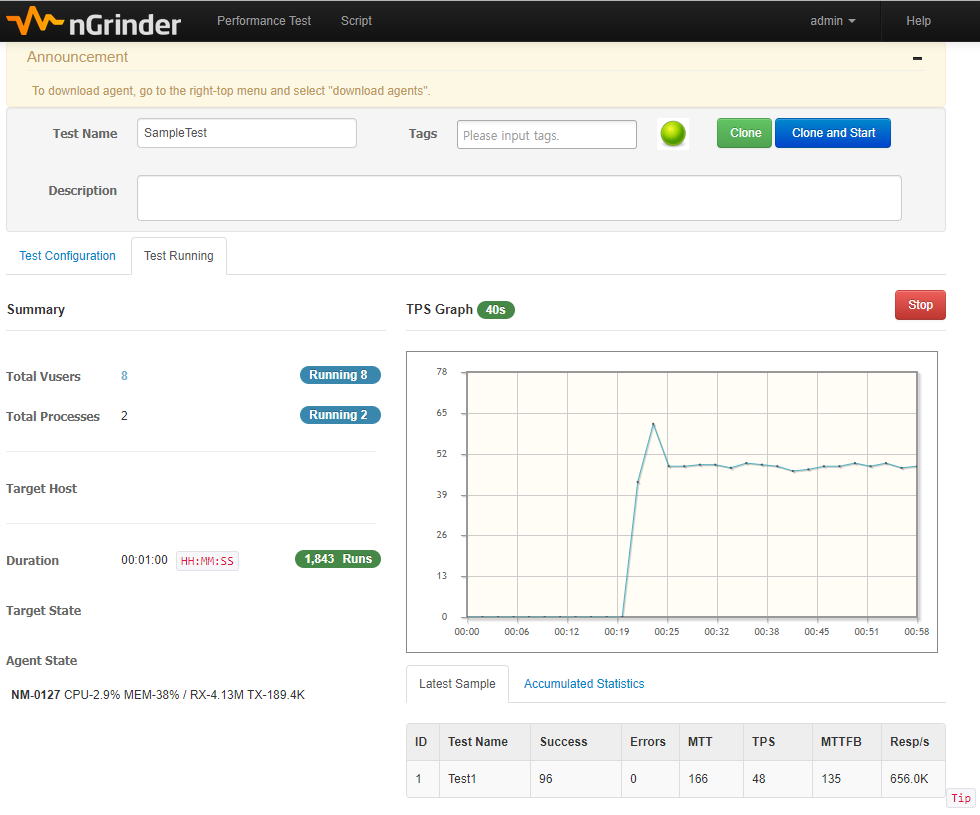 nGrinder Performance Test Script admin Help
Announcement
To download agent, go to the right-top menu and select "download agents".
Test Name SampleTest Tags Please input tags. Clone Clone and Start
Description
Test Configuration Test Running
Summary
Total Vusers 8 Running 8
Total Processes 2 Running 2
Target Host
Duration 00:01:00 HH:MM:SS 1,843 Runs
Target State
Agent State
NM-0127 CPU-2.9% MEM-38% / RX-4.13M TX-189.4K
TPS Graph 40s Stop
78
65
52
39
26
13
0
00:00 00:06 00:12 00:19 00:25 00:32 00:38 00:45 00:51 00:58
Latest Sample Accumulated Statistics
ID Test Name Success Errors MTT TPS MTTFB Resp/s
1 Test1 96 0 166 48 135 656.0K
Tip